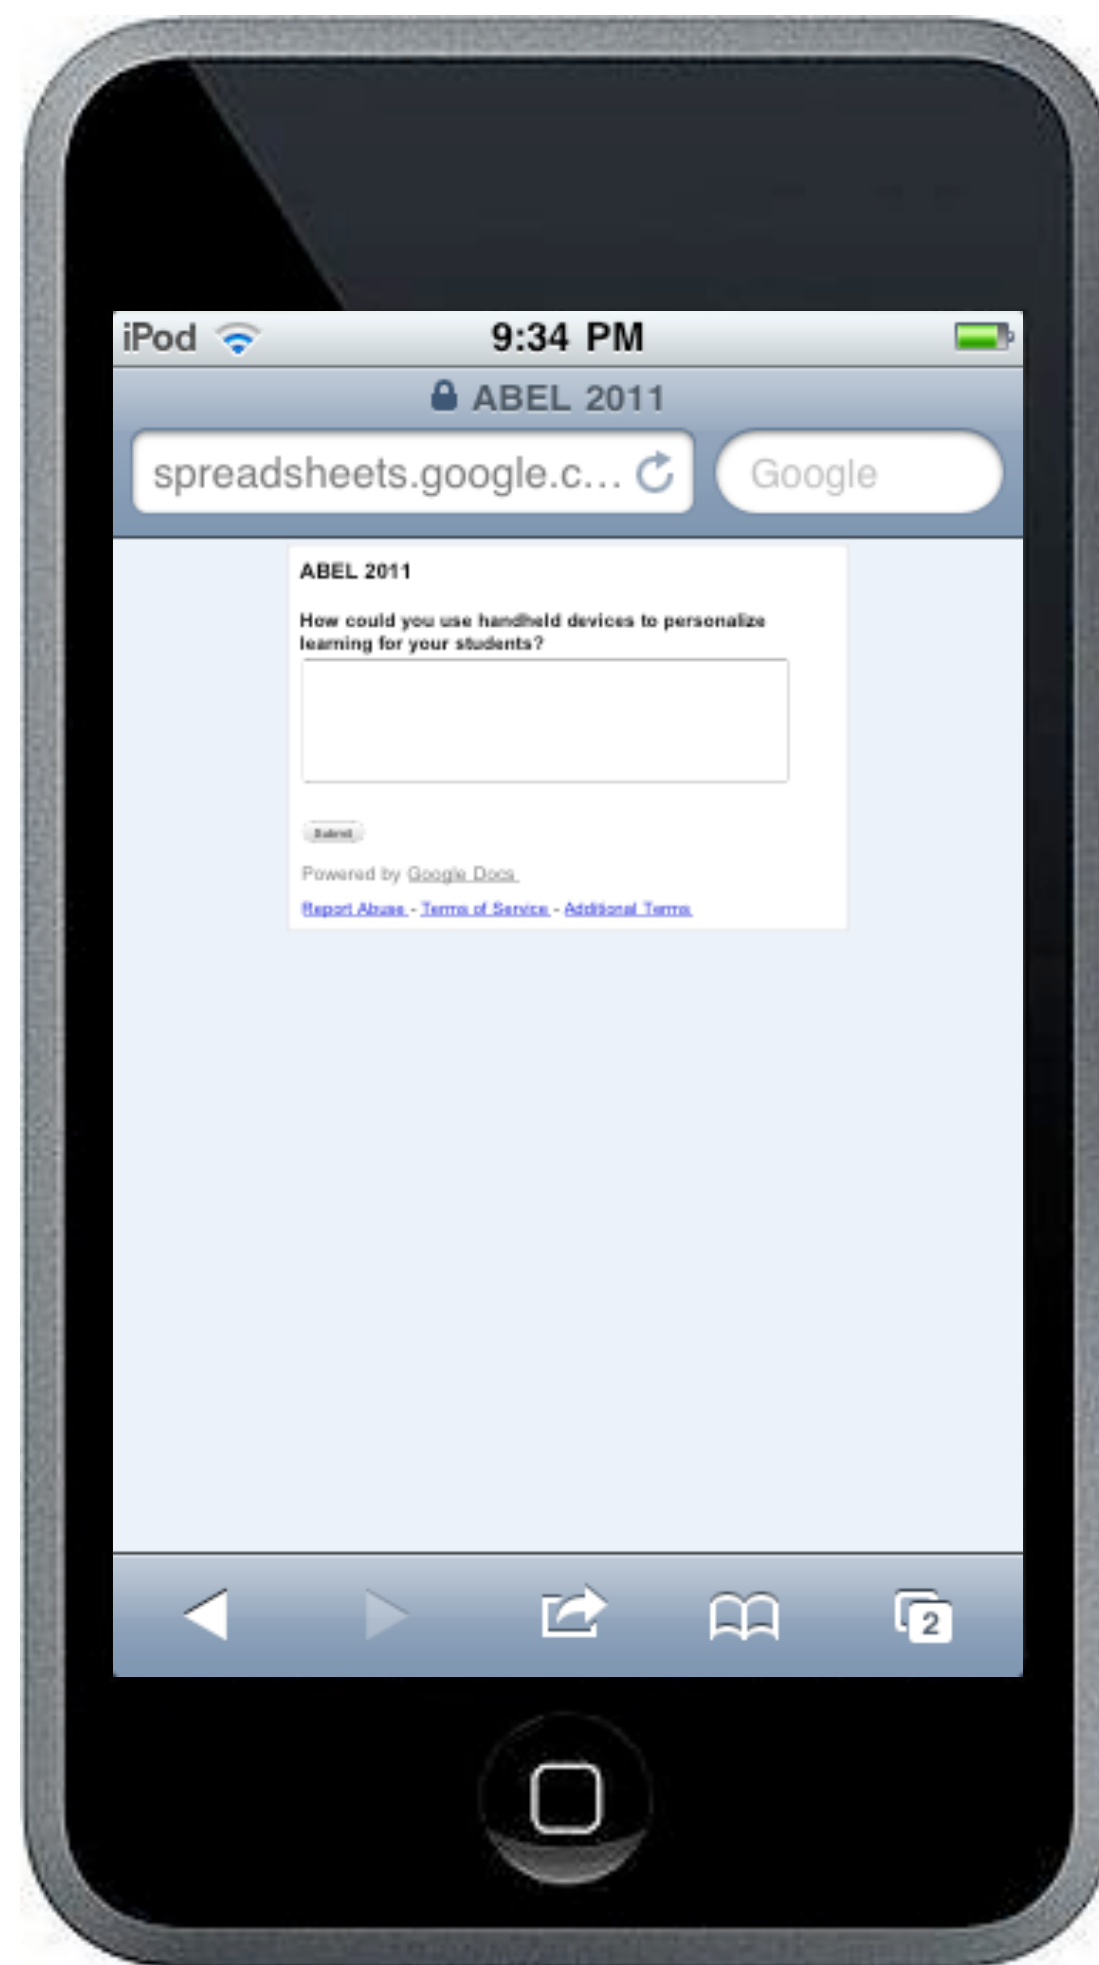 iPod 9:34 PM
ABEL 2011
spreadsheets.google.c... Google
ABEL 2011
How could you use handheld devices to personalize
learning for your students?
Submit
Powered by Google Docs
Report Abuse - Terms of Service - Additional Terms
2